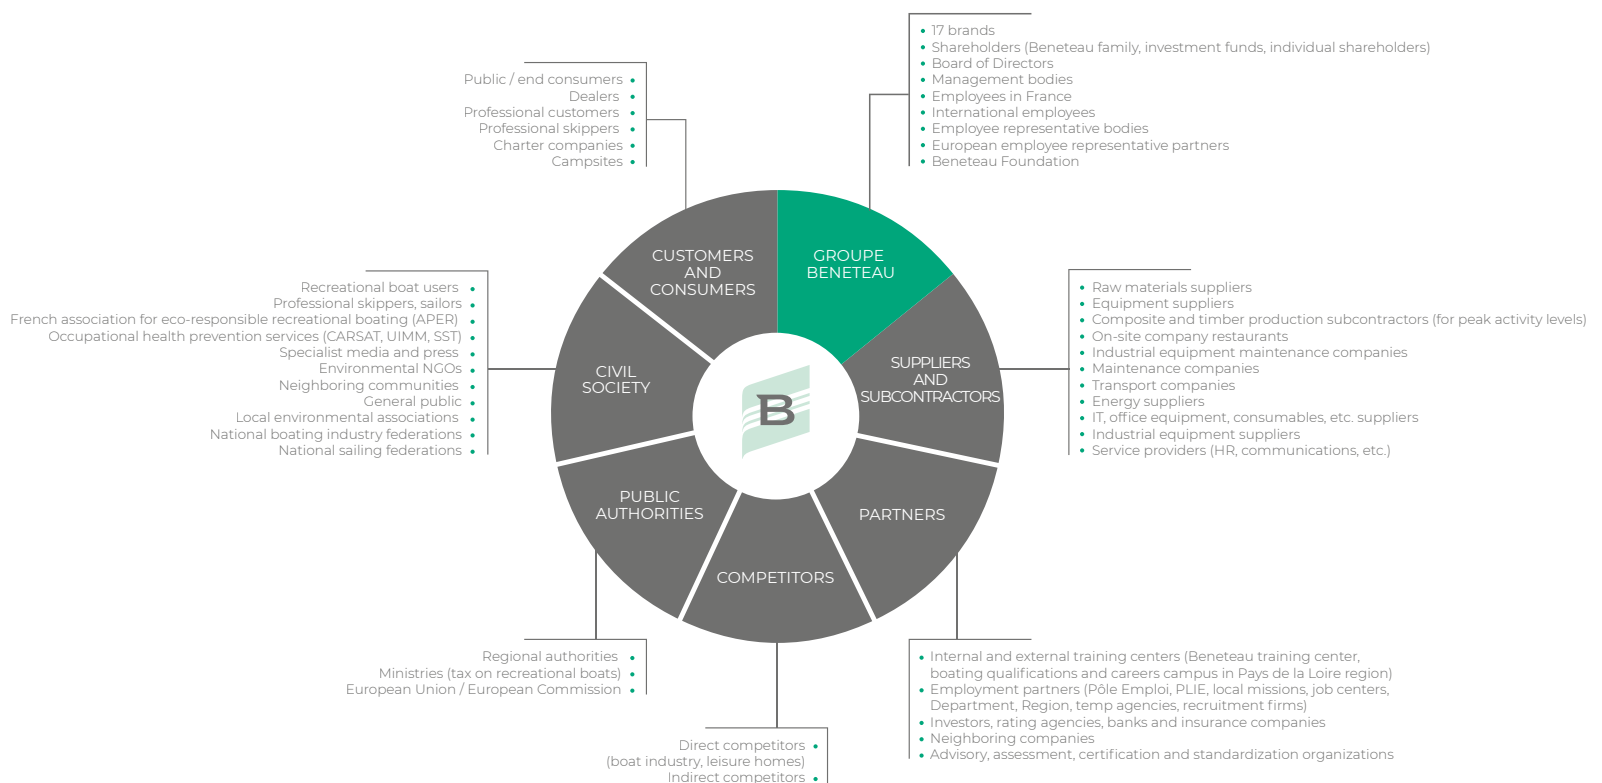 17 brands
Shareholders (Beneteau family, investment funds, individual shareholders)
Board of Directors
Management bodies
Employees in France
International employees
Employee representative bodies
European employee representative partners
Beneteau Foundation
Public / end consumers
Dealers
Professional customers
Professional skippers
Charter companies
Campsites
CUSTOMERS
AND
CONSUMERS
GROUPE
BENETEAU
Recreational boat users
Professional skippers, sailors
French association for eco-responsible recreational boating (APER)
Occupational health prevention services (CARSAT, UIMM, SST)
Specialist media and press
Environmental NGOs
Neighboring communities
General public
Local environmental associations
National boating industry federations
National sailing federations
CIVIL
SOCIETY
B
SUPPLIERS
AND
SUBCONTRACTORS
Raw materials suppliers
Equipment suppliers
Composite and timber production subcontractors (for peak activity levels)
On-site company restaurants
Industrial equipment maintenance companies
Maintenance companies
Transport companies
Energy suppliers
IT, office equipment, consumables, etc. suppliers
Industrial equipment suppliers
Service providers (HR, communications, etc.)
PUBLIC
AUTHORITIES
COMPETITORS
PARTNERS
Regional authorities
Ministries (tax on recreational boats)
European Union / European Commission
Direct competitors
(boat industry, leisure homes)
Indirect competitors
Internal and external training centers (Beneteau training center,
boating qualifications and careers campus in Pays de la Loire region)
Employment partners (Pôle Emploi, PLIE, local missions, job centers,
Department, Region, temp agencies, recruitment firms)
Investors, rating agencies, banks and insurance companies
Neighboring companies
Advisory, assessment, certification and standardization organizations